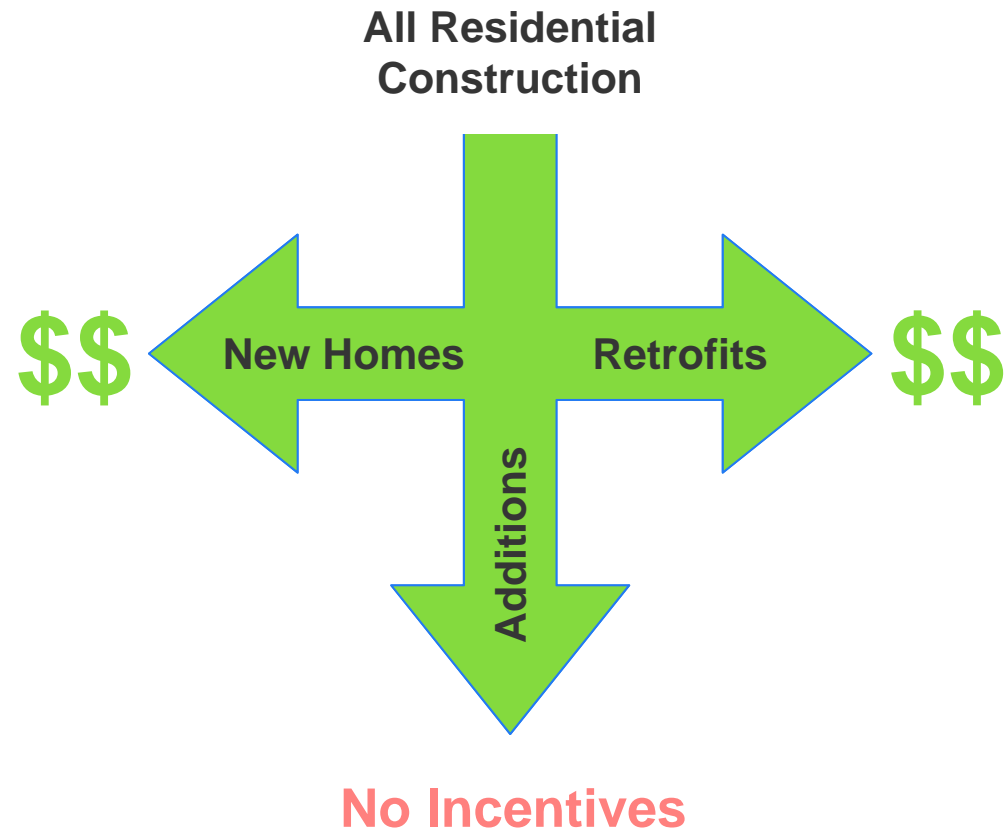 All Residential
Construction
$$
New Homes
Retrofits
$$
Additions
No Incentives